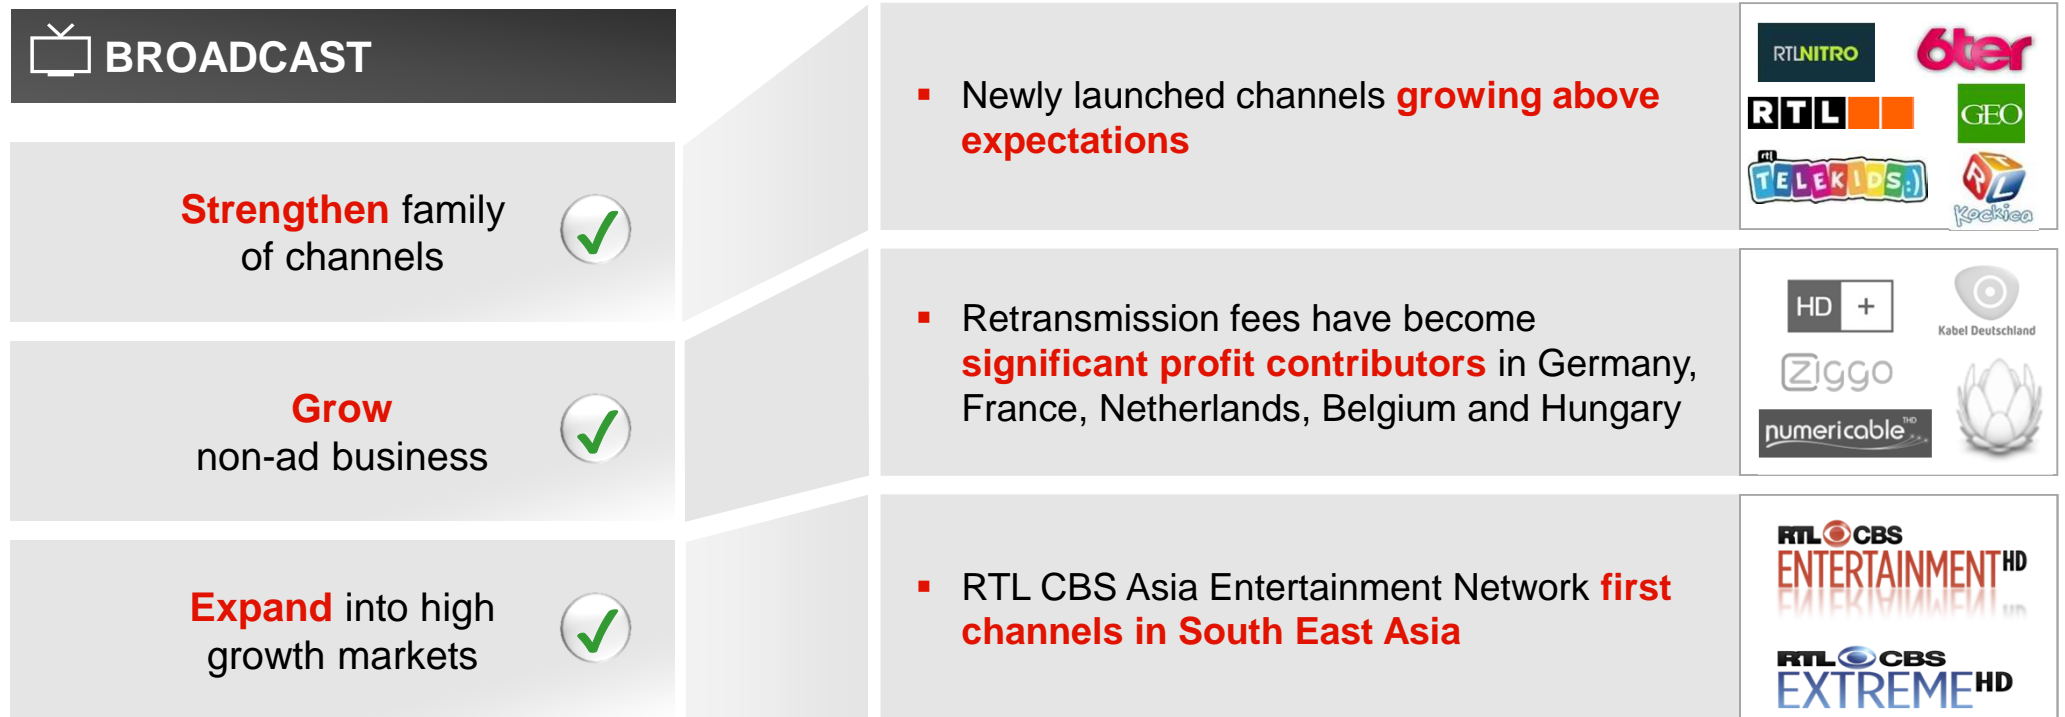 BROADCAST
Strengthen family
of channels
Grow
non-ad business
Expand into high
growth markets
▪ Newly launched channels growing above
expectations
▪ Retransmission fees have become
significant profit contributors in Germany,
France, Netherlands, Belgium and Hungary
▪ RTL CBS Asia Entertainment Network first
channels in South East Asia
RTLNITRO
6ter
RTL
GEO
rtl
TELEKIDS:)
RTL
Kockica
HD +
Kabel Deutschland
ziggo
numericable THD
RTL CBS
ENTERTAINMENT HD
RTL CBS
EXTREME HD